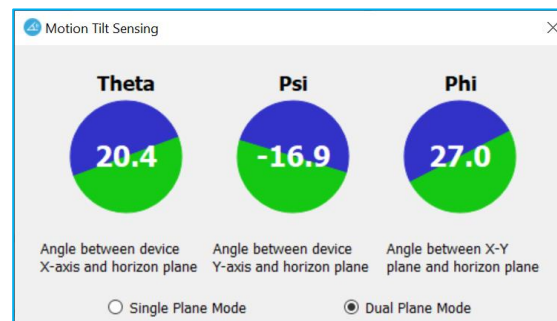 Motion Tilt Sensing
Theta Psi Phi
20.4 -16.9 27.0
Angle between device Angle between device Angle between X-Y
X-axis and horizon plane Y-axis and horizon plane plane and horizon plane
Single Plane Mode Dual Plane Mode